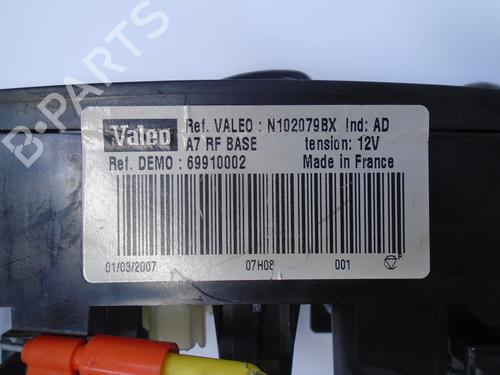 B-PARTS
Valeo
Ref. VALEO : N102079BX Ind: AD
A7 RF BASE tension: 12V
Ref. DEMO : 69910002 Made in France
01/03/2007 07H08 001